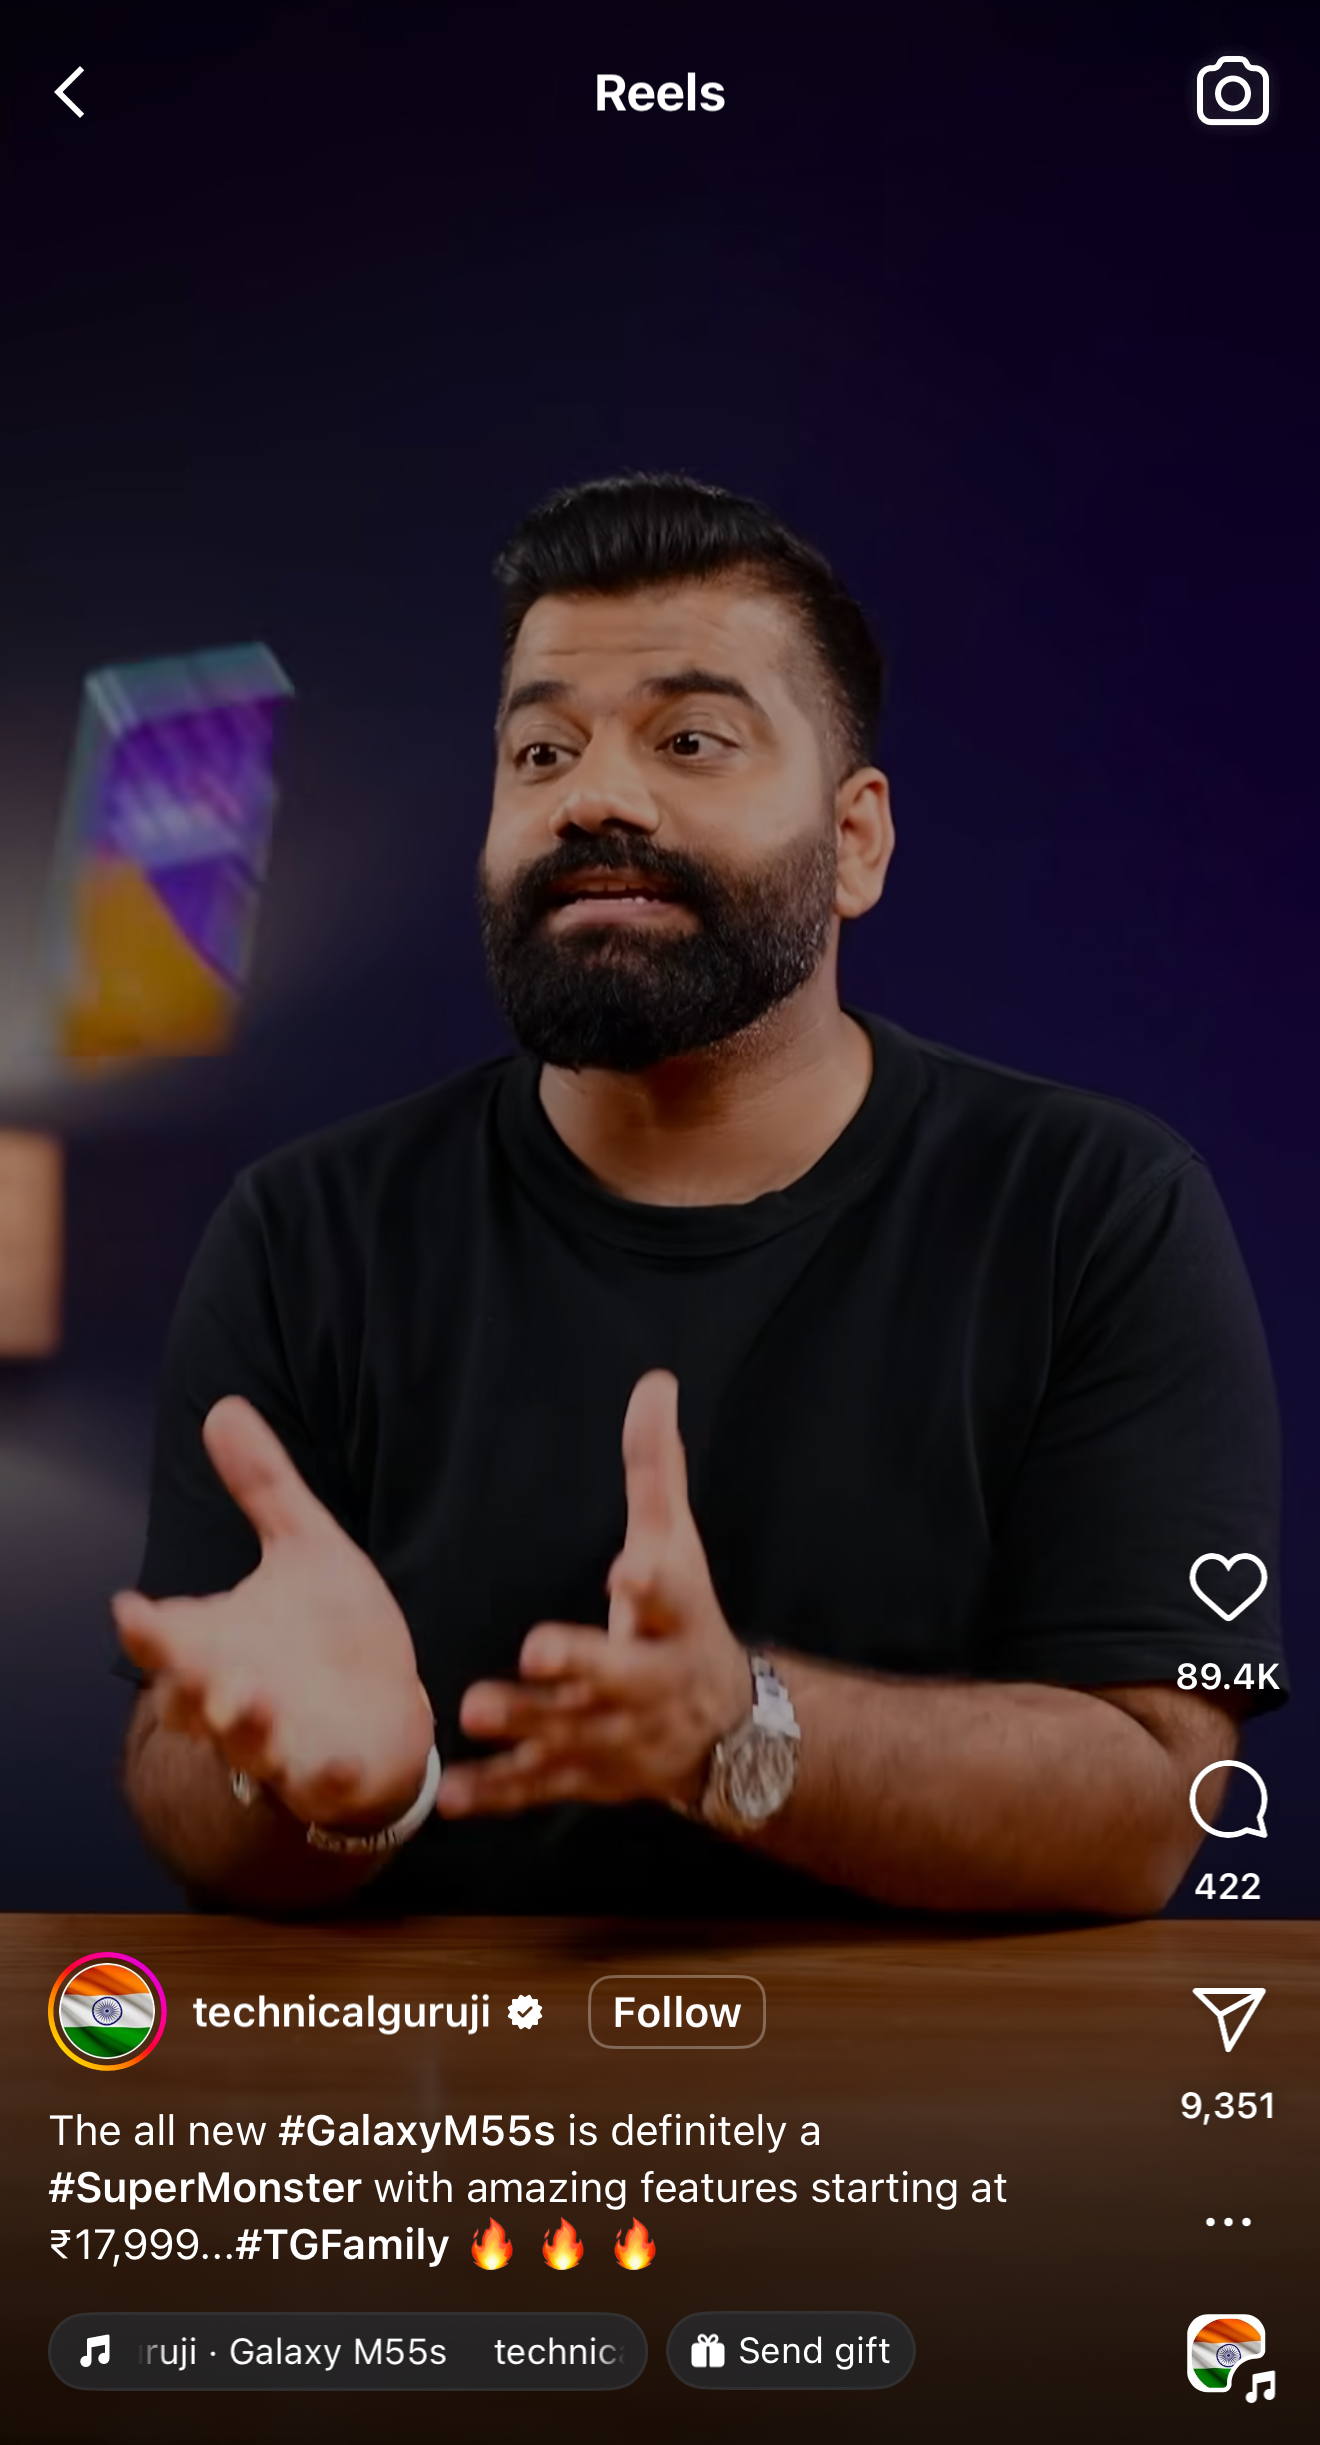 Reels
89.4K
422
technicalguruji
Follow
9,351
The all new #GalaxyM55s is definitely a
#SuperMonster with amazing features starting at
₹17,999...#TGFamily 🔥 🔥 🔥
ruji · Galaxy M55s technic
Send gift